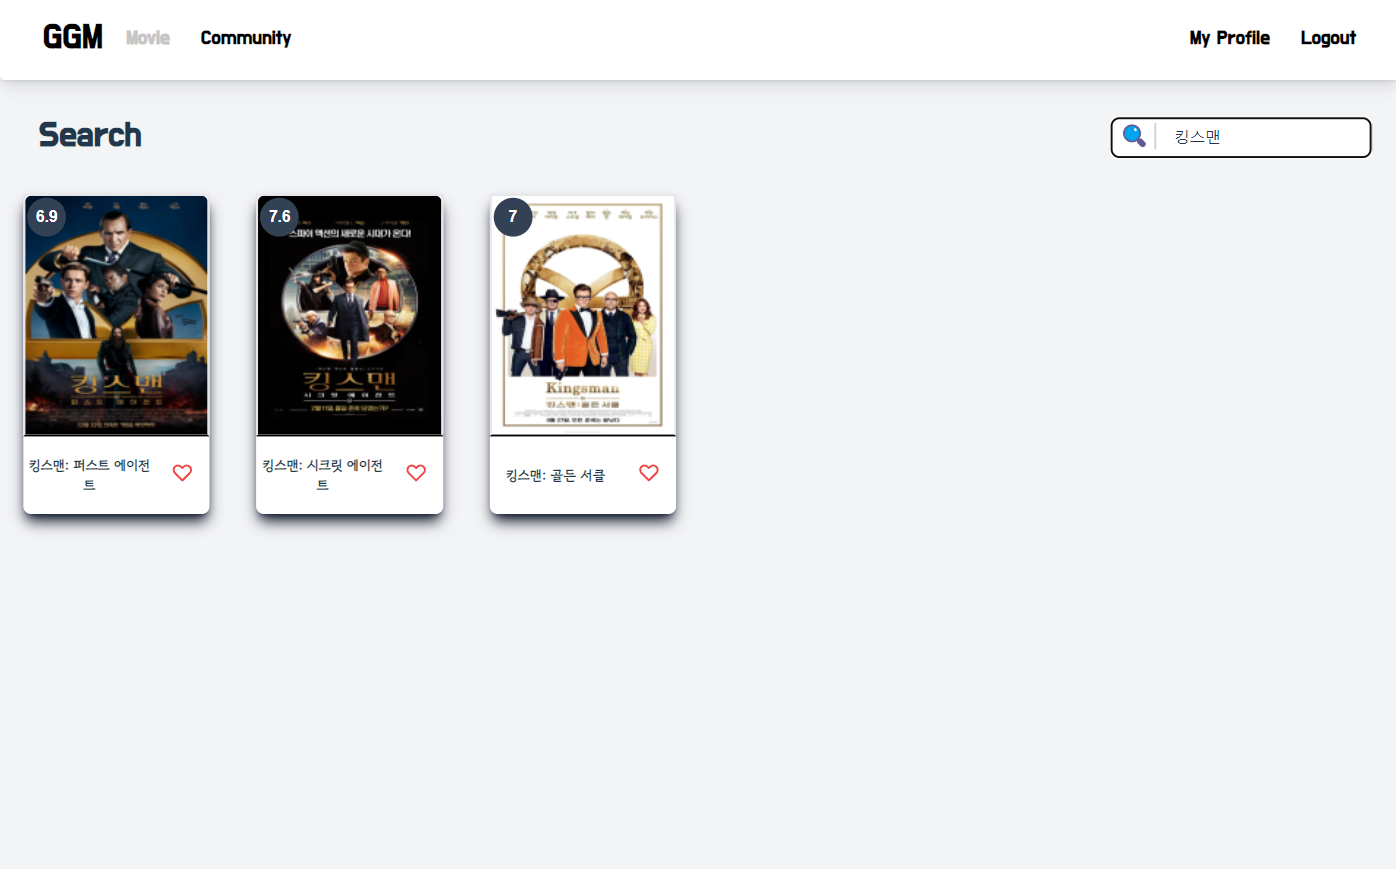 GGM Movie Community My Profile Logout
Search
킹스맨
6.9
7.6
7
스파이 액션의 새로운 시대가 온다!
킹스맨
퍼스트 에이전트
킹스맨
시크릿 에이전트
Kingsman
킹스맨: 골든 서클
킹스맨: 퍼스트 에이전
트
킹스맨: 시크릿 에이전
트
킹스맨: 골든 서클